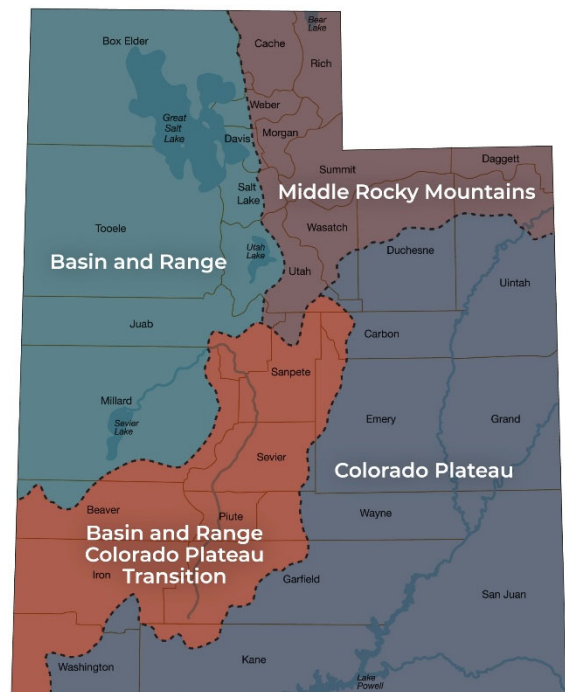 Bear
Lake
Box Elder
Cache
Rich
Weber
Great
Salt
Lake
Davis
Morgan
Summit
Daggett
Salt
Lake
Middle Rocky Mountains
Tooele
Wasatch
Duchesne
Basin and Range
Utah
Lake
Utah
Uintah
Juab
Carbon
Sanpete
Millard
Sevier
Lake
Emery
Grand
Sevier
Colorado Plateau
Beaver
Piute
Wayne
Basin and Range
Colorado Plateau
Transition
Iron
Garfield
San Juan
Washington
Kane
Lake
Powell